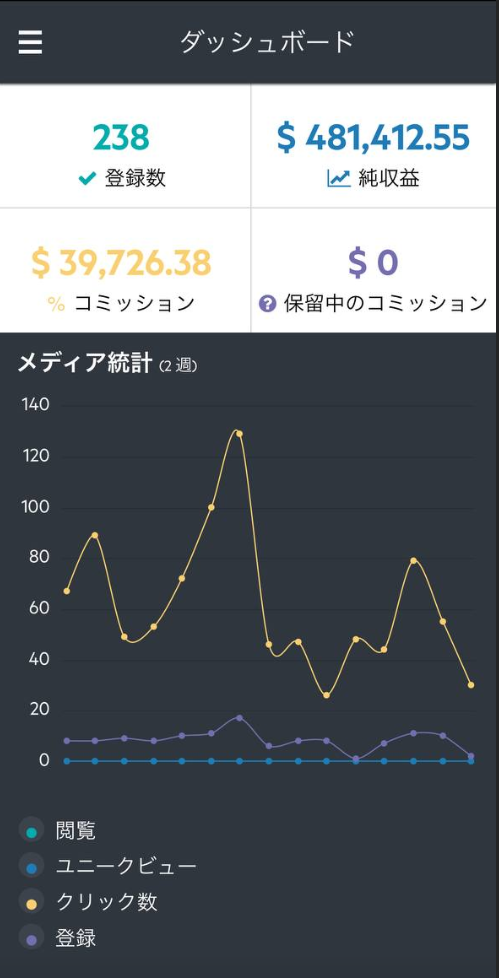 ダッシュボード
238
登録数
$ 481,412.55
純収益
$ 39,726.38
% コミッション
$ 0
? 保留中のコミッション
メディア統計 (2 週)
140
120
100
80
60
40
20
0
閲覧
ユニークビュー
クリック数
登録